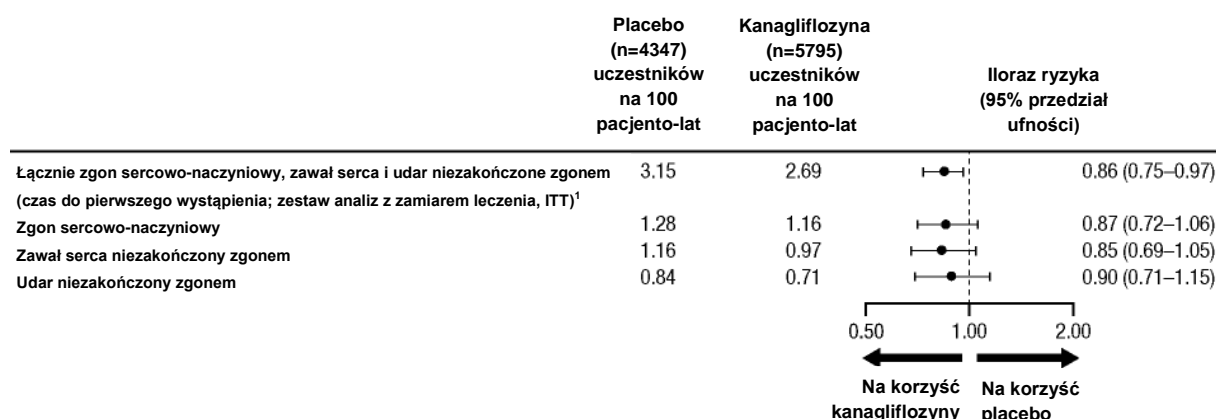 Placebo
(n=4347)
uczestników
na 100
pacjento-lat
Kanagliflozyna
(n=5795)
uczestników
na 100
pacjento-lat
Iloraz ryzyka
(95% przedział
ufności)
Łącznie zgon sercowo-naczyniowy, zawał serca i udar niezakończone zgonem 3.15 2.69 0.86 (0.75–0.97)
(czas do pierwszego wystąpienia; zestaw analiz z zamiarem leczenia, ITT)¹
Zgon sercowo-naczyniowy 1.28 1.16 0.87 (0.72–1.06)
Zawał serca niezakończony zgonem 1.16 0.97 0.85 (0.69–1.05)
Udar niezakończony zgonem 0.84 0.71 0.90 (0.71–1.15)
0.50 1.00 2.00
Na korzyść
kanagliflozyny
Na korzyść
placebo